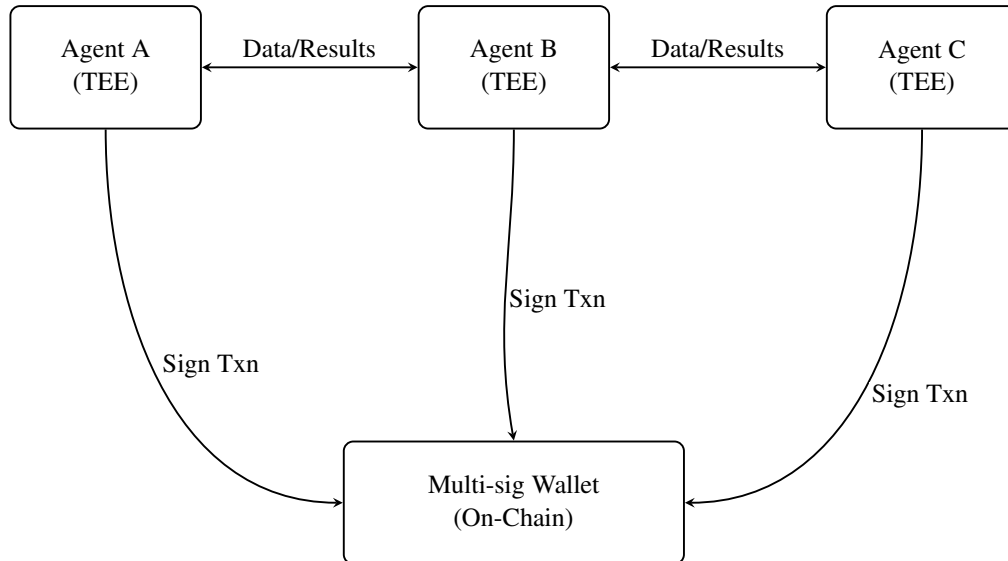 Agent A
(TEE)
Data/Results
Agent B
(TEE)
Data/Results
Agent C
(TEE)
Sign Txn
Sign Txn
Sign Txn
Multi-sig Wallet
(On-Chain)